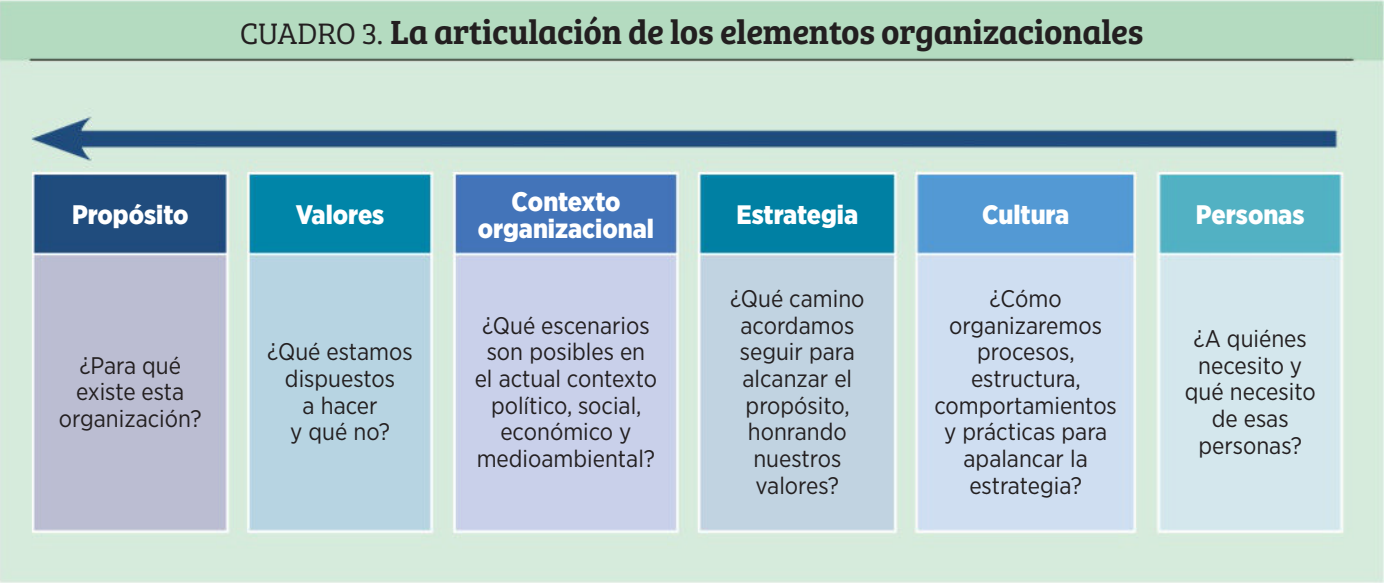 CUADRO 3. La articulación de los elementos organizacionales
Propósito
¿Para qué
existe esta
organización?
Valores
¿Qué estamos
dispuestos
a hacer
y qué no?
Contexto
organizacional
¿Qué escenarios
son posibles en
el actual contexto
político, social,
económico y
medioambiental?
Estrategia
¿Qué camino
acordamos
seguir para
alcanzar el
propósito,
honrando
nuestros
valores?
Cultura
¿Cómo
organizaremos
procesos,
estructura,
comportamientos
y prácticas para
apalancar la
estrategia?
Personas
¿A quiénes
necesito y
qué necesito
de esas
personas?